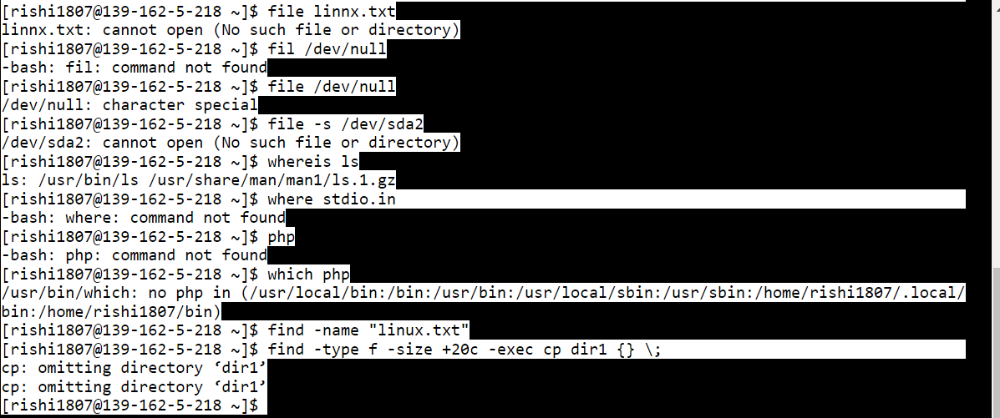 [rishi1807@139-162-5-218 ~]$ file linnx.txt
linnx.txt: cannot open (No such file or directory)
[rishi1807@139-162-5-218 ~]$ fil /dev/null
-bash: fil: command not found
[rishi1807@139-162-5-218 ~]$ file /dev/null
/dev/null: character special
[rishi1807@139-162-5-218 ~]$ file -s /dev/sda2
/dev/sda2: cannot open (No such file or directory)
[rishi1807@139-162-5-218 ~]$ whereis ls
ls: /usr/bin/ls /usr/share/man/man1/ls.1.gz
[rishi1807@139-162-5-218 ~]$ where stdio.in
-bash: where: command not found
[rishi1807@139-162-5-218 ~]$ php
-bash: php: command not found
[rishi1807@139-162-5-218 ~]$ which php
/usr/bin/which: no php in (/usr/local/bin:/bin:/usr/bin:/usr/local/sbin:/usr/sbin:/home/rishi1807/.local/
bin:/home/rishi1807/bin)
[rishi1807@139-162-5-218 ~]$ find -name "linux.txt"
[rishi1807@139-162-5-218 ~]$ find -type f -size +20c -exec cp dir1 {} \;
cp: omitting directory ‘dir1’
cp: omitting directory ‘dir1’
[rishi1807@139-162-5-218 ~]$